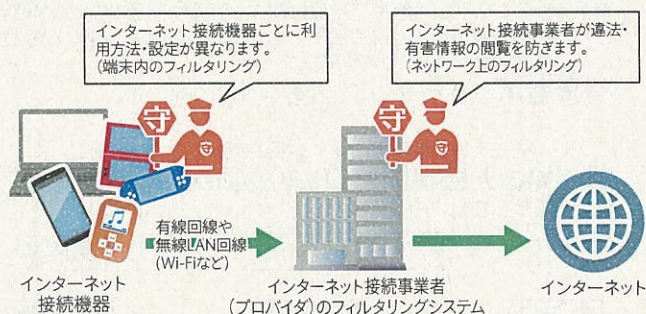 インターネット接続機器ごとに利
用方法・設定が異なります。
(端末内のフィルタリング)
インターネット接続事業者が違法・
有害情報の閲覧を防ぎます。
(ネットワーク上のフィルタリング)
守
守
守
守
有線回線や
無線LAN回線
(Wi-Fiなど)
インターネット
接続機器
インターネット接続事業者
(プロバイダ)のフィルタリングシステム
インターネット